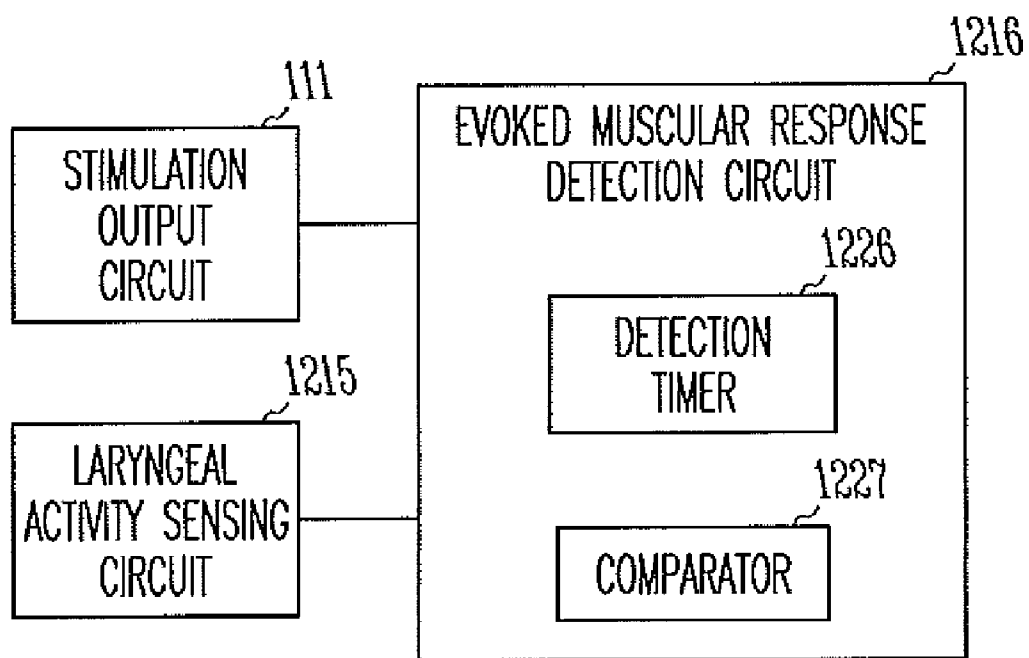 111
STIMULATION
OUTPUT
CIRCUIT
1215
LARYNGEAL
ACTIVITY SENSING
CIRCUIT
1216
EVOKED MUSCULAR RESPONSE
DETECTION CIRCUIT
1226
DETECTION
TIMER
1227
COMPARATOR